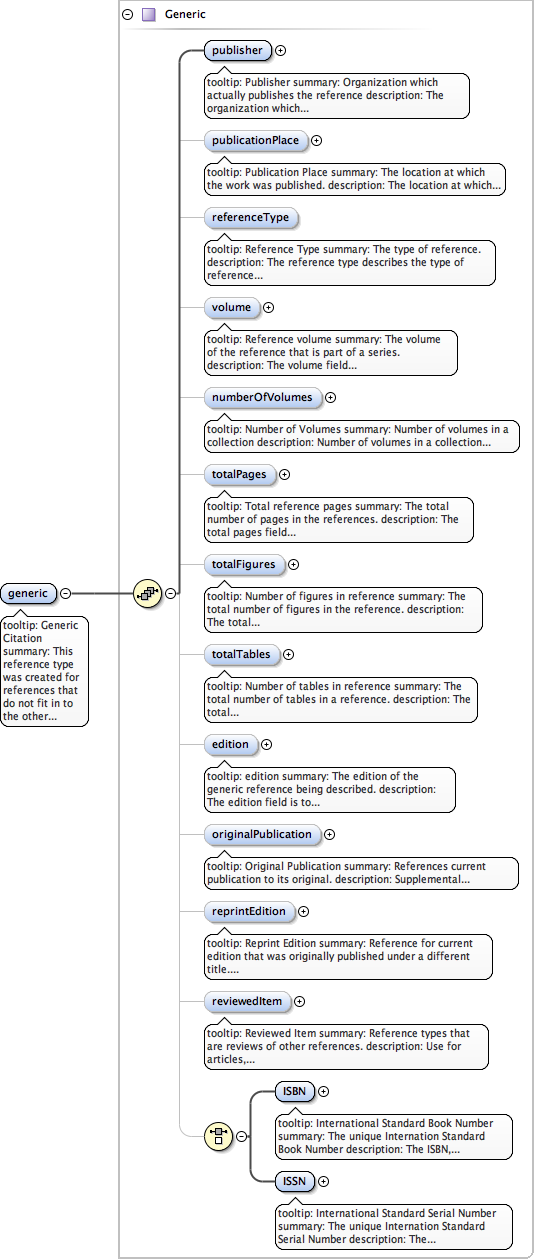 Generic
publisher
tooltip: Publisher summary: Organization which
actually publishes the reference description: The
organization which...
publicationPlace
tooltip: Publication Place summary: The location at which
the work was published. description: The location at which...
referenceType
tooltip: Reference Type summary: The type of reference.
description: The reference type describes the type of
reference...
volume
tooltip: Reference volume summary: The volume
of the reference that is part of a series.
description: The volume field...
numberOfVolumes
tooltip: Number of Volumes summary: Number of volumes in a
collection description: Number of volumes in a collection...
totalPages
tooltip: Total reference pages summary: The total
number of pages in the references. description: The
total pages field...
totalFigures
tooltip: Number of figures in reference summary: The
total number of figures in the reference. description:
The total...
generic
tooltip: Generic
Citation
summary: This
reference type
was created for
references that
do not fit in to
the other...
totalTables
tooltip: Number of tables in reference summary: The
total number of tables in a reference. description: The
total...
edition
tooltip: edition summary: The edition of the
generic reference being described. description:
The edition field is to...
originalPublication
tooltip: Original Publication summary: References current
publication to its original. description: Supplemental...
reprintEdition
tooltip: Reprint Edition summary: Reference for current
edition that was originally published under a different
title....
reviewedItem
tooltip: Reviewed Item summary: Reference types that
are reviews of other references. description: Use for
articles,...
ISBN
tooltip: International Standard Book Number
summary: The unique Internation Standard
Book Number description: The ISBN,...
ISSN
tooltip: International Standard Serial Number
summary: The unique Internation Standard
Serial Number description: The...